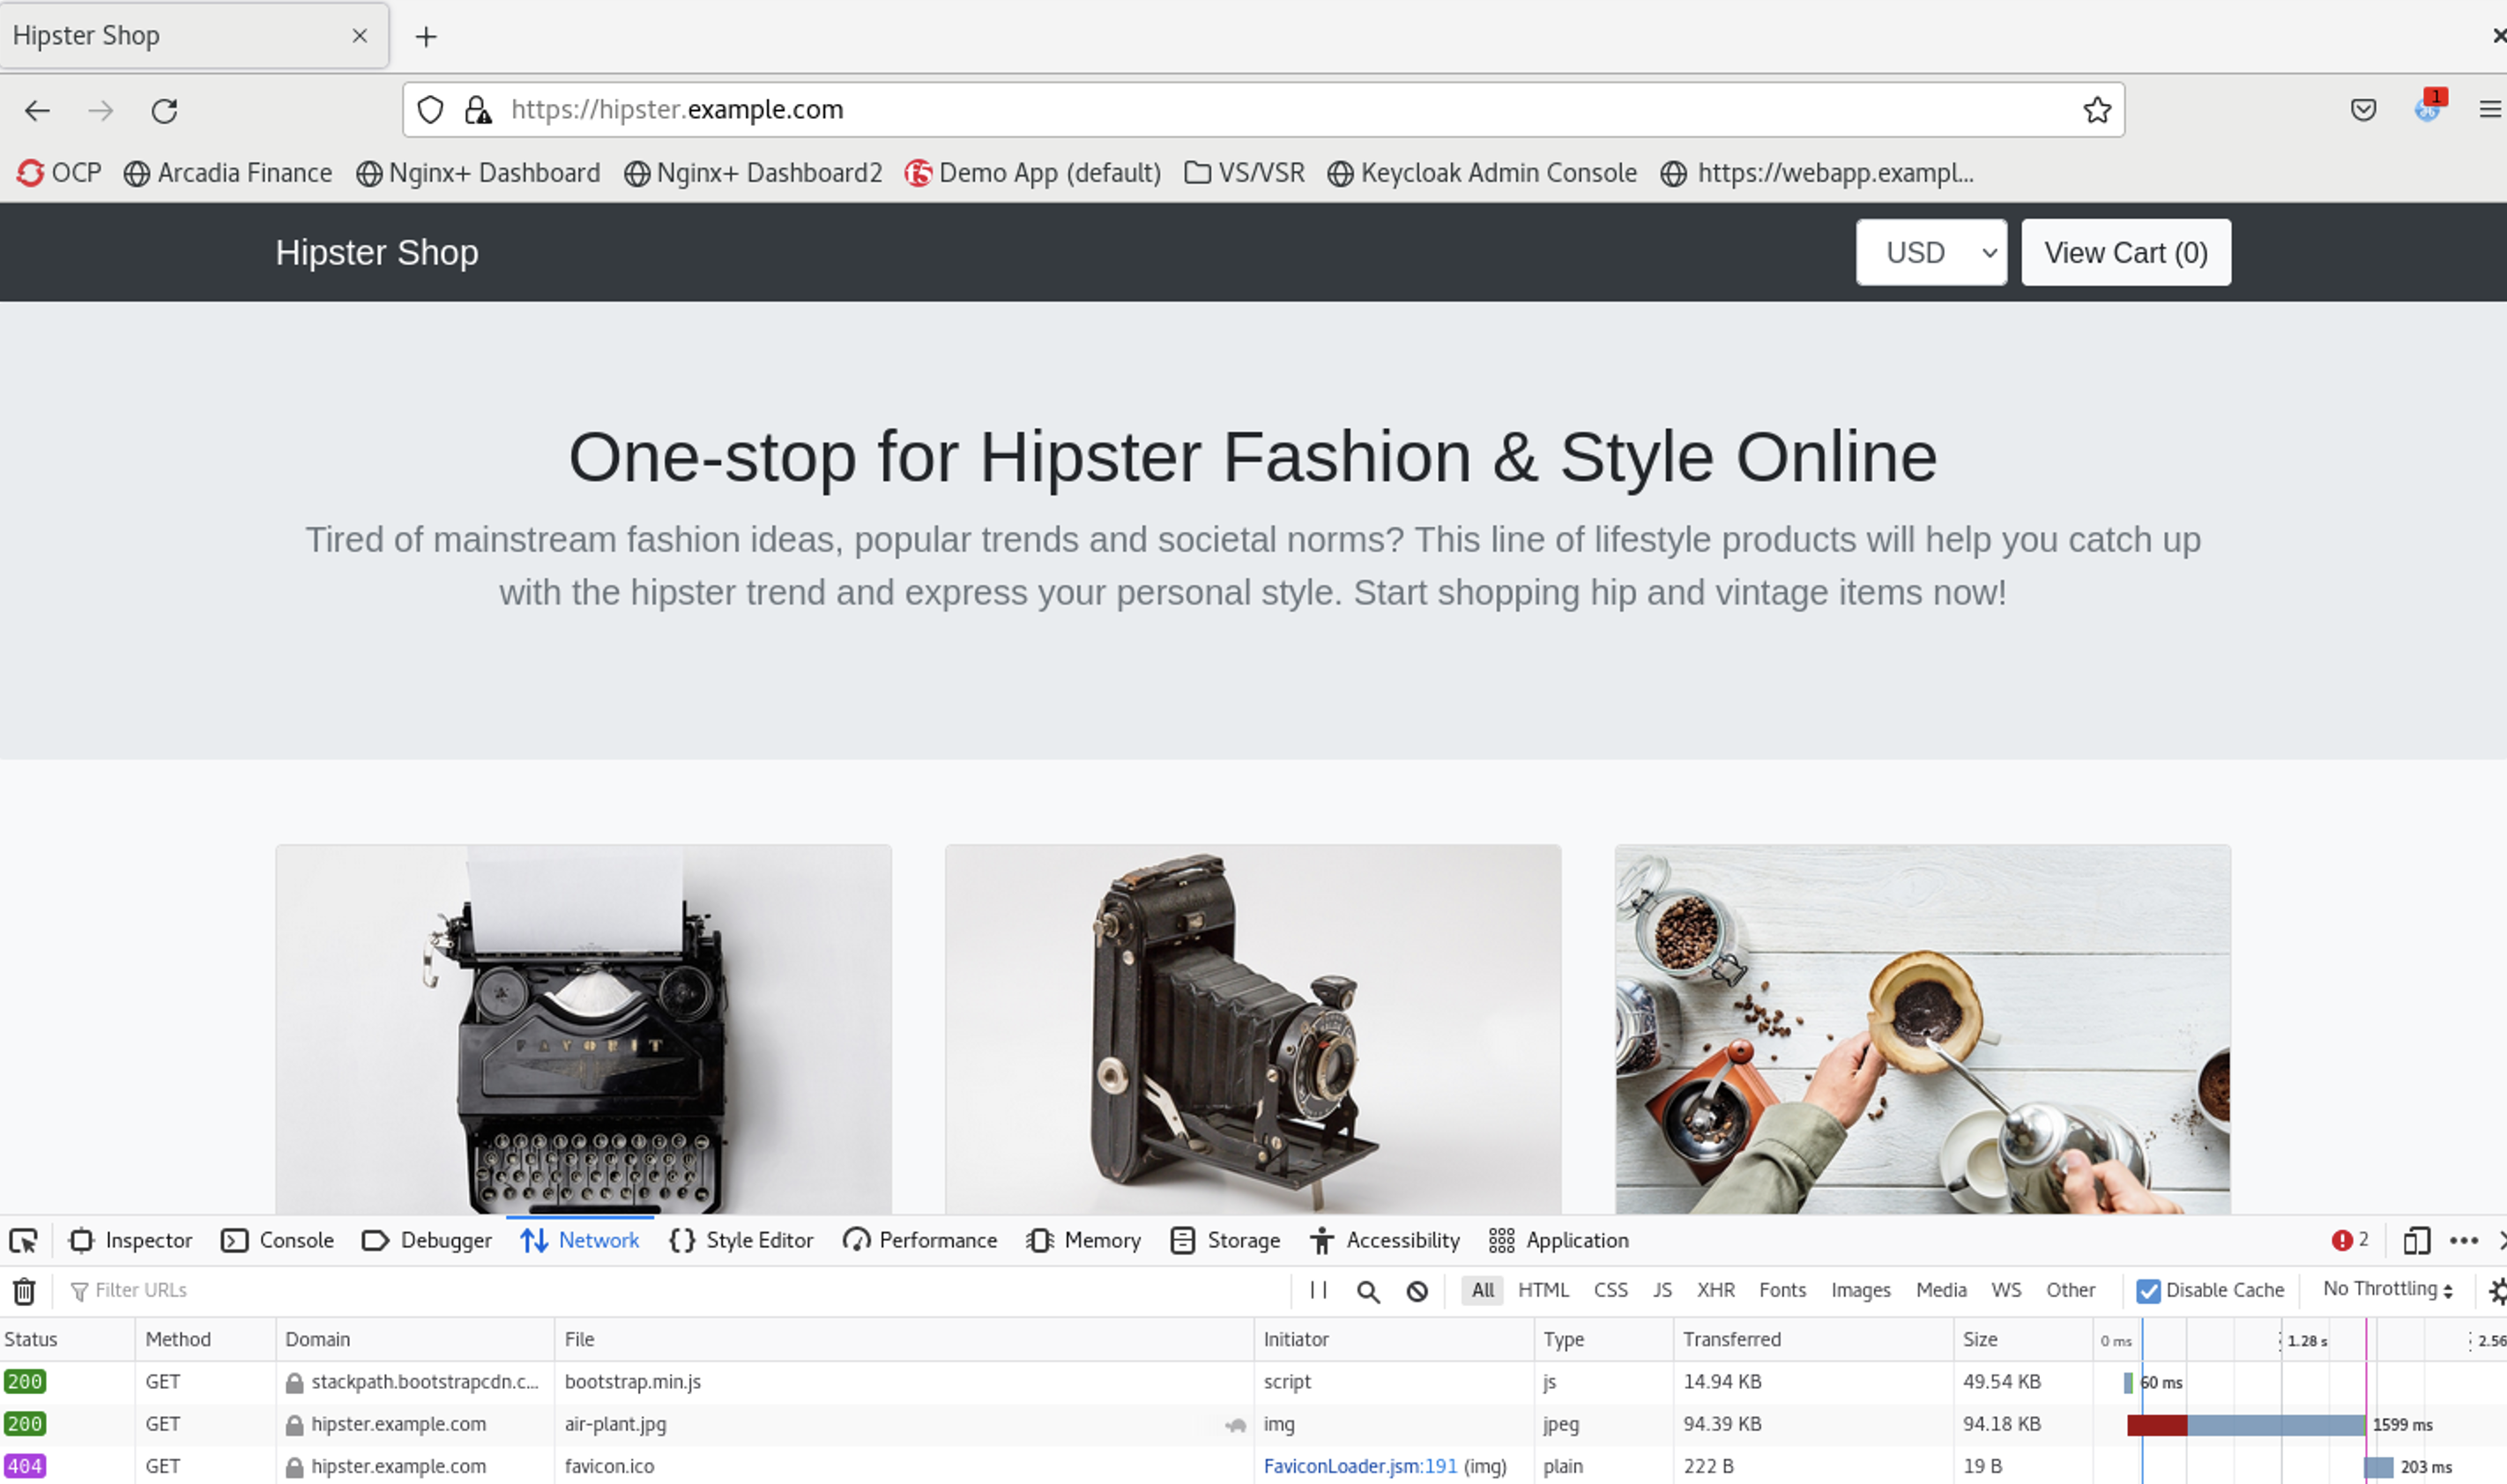 Hipster Shop
1
https://hipster.example.com
OCP Arcadia Finance Nginx+ Dashboard Nginx+ Dashboard2 Demo App (default) VS/VSR Keycloak Admin Console https://webapp.exampl...
Hipster Shop USD View Cart (0)
One-stop for Hipster Fashion & Style Online
Tired of mainstream fashion ideas, popular trends and societal norms? This line of lifestyle products will help you catch up
with the hipster trend and express your personal style. Start shopping hip and vintage items now!
FAVORIT
Inspector Console Debugger Network Style Editor Performance Memory Storage Accessibility Application 2
Filter URLs All HTML CSS JS XHR Fonts Images Media WS Other Disable Cache No Throttling
Status Method Domain File Initiator Type Transferred Size 0 ms 1.28 s 2.56
200 GET stackpath.bootstrapcdn.c... bootstrap.min.js script js 14.94 KB 49.54 KB 60 ms
200 GET hipster.example.com air-plant.jpg img jpeg 94.39 KB 94.18 KB 1599 ms
404 GET hipster.example.com favicon.ico FaviconLoader.jsm:191 (img) plain 222 B 19 B 203 ms